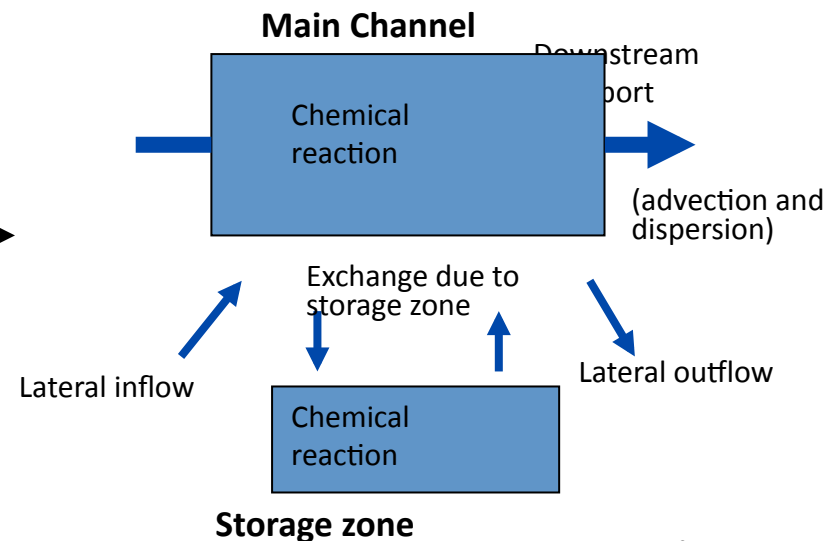 Main Channel
Downstream
Chemical
reaction
(advection and
dispersion)
Exchange due to
storage zone
Lateral inflow
Lateral outflow
Chemical
reaction
Storage zone